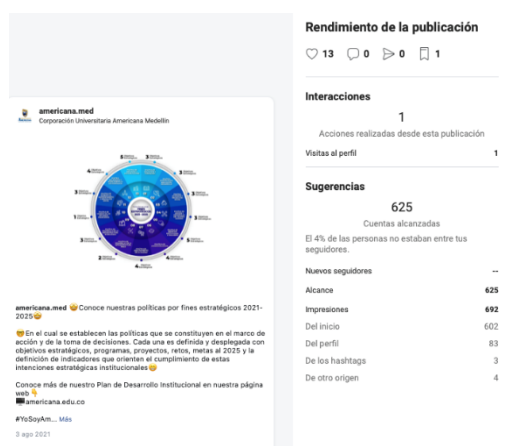 americana.med
Corporación Universitaria Americana Medellín
americana.med 😀Conoce nuestras políticas por fines estratégicos 2021-
2025😀
🤓En el cual se establecen las políticas que se constituyen en el marco de
acción y de la toma de decisiones. Cada una es definida y desplegada con
objetivos estratégicos, programas, proyectos, retos, metas al 2025 y la
definición de indicadores que orienten el cumplimiento de estas
intenciones estratégicas institucionales😀
Conoce más de nuestro Plan de Desarrollo Institucional en nuestra página
web 👇
💻americana.edu.co
#YoSoyAm... Más
3 ago 2021
Rendimiento de la publicación
13 0 0 1
Interacciones
1
Acciones realizadas desde esta publicación
Visitas al perfil 1
Sugerencias
625
Cuentas alcanzadas
El 4% de las personas no estaban entre tus
seguidores.
Nuevos seguidores --
Alcance 625
Impresiones 692
Del inicio 602
Del perfil 83
De los hashtags 3
De otro origen 4